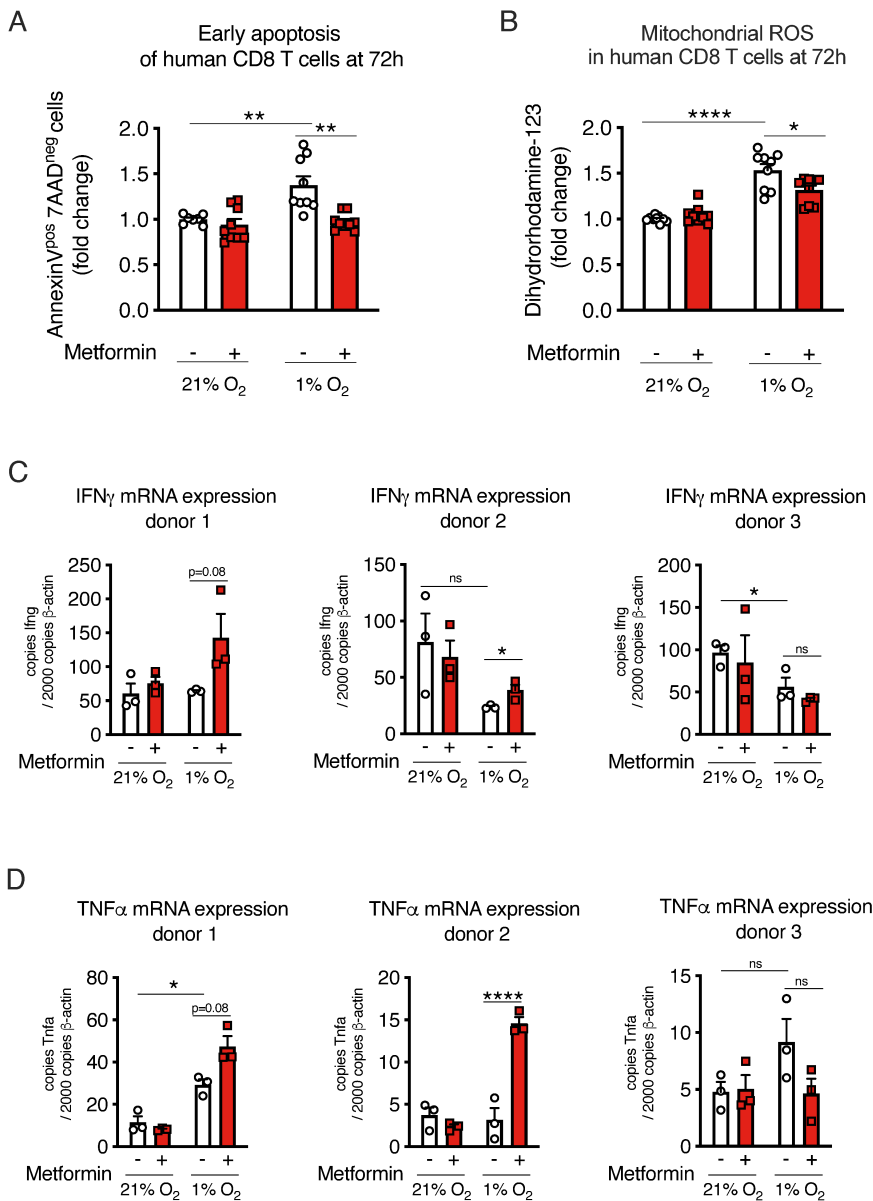 A
Early apoptosis
of human CD8 T cells at 72h
AnnexinVᵖᵒˢ 7AADⁿᵉᵍ cells
(fold change)
2.0
1.5
1.0
0.5
0.0
**
**
Metformin - + - +
21% O₂ 1% O₂
B
Mitochondrial ROS
in human CD8 T cells at 72h
Dihydrorhodamine-123
(fold change)
2.0
1.5
1.0
0.5
0.0
****
*
Metformin - + - +
21% O₂ 1% O₂
C
IFNγ mRNA expression
donor 1
copies Ifng
/ 2000 copies β-actin
250
200
150
100
50
0
p=0.08
Metformin - + - +
21% O₂ 1% O₂
IFNγ mRNA expression
donor 2
copies Ifng
/ 2000 copies β-actin
150
100
50
0
ns
*
Metformin - + - +
21% O₂ 1% O₂
IFNγ mRNA expression
donor 3
copies Ifng
/ 2000 copies β-actin
200
150
100
50
0
*
ns
Metformin - + - +
21% O₂ 1% O₂
D
TNFα mRNA expression
donor 1
copies Tnfa
/ 2000 copies β-actin
80
60
40
20
0
*
p=0.08
Metformin - + - +
21% O₂ 1% O₂
TNFα mRNA expression
donor 2
copies Tnfa
/ 2000 copies β-actin
20
15
10
5
0
****
Metformin - + - +
21% O₂ 1% O₂
TNFα mRNA expression
donor 3
copies Tnfa
/ 2000 copies β-actin
15
10
5
0
ns
ns
Metformin - + - +
21% O₂ 1% O₂